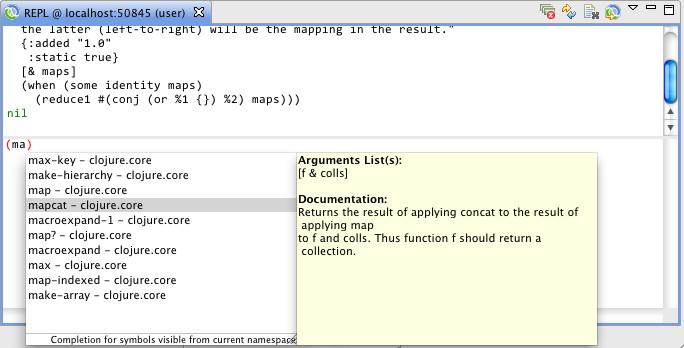 REPL @ localhost:50845 (user)
the latter (left-to-right) will be the mapping in the result."
{:added "1.0"
:static true}
[& maps]
(when (some identity maps)
(reduce1 #(conj (or %1 {}) %2) maps)))
nil
(ma)
max-key – clojure.core
make-hierarchy – clojure.core
map – clojure.core
mapcat – clojure.core
macroexpand-1 – clojure.core
map? – clojure.core
macroexpand – clojure.core
max – clojure.core
map-indexed – clojure.core
make-array – clojure.core
Completion for symbols visible from current namespace
Arguments List(s):
[f & colls]
Documentation:
Returns the result of applying concat to the result of
applying map
to f and colls. Thus function f should return a
collection.